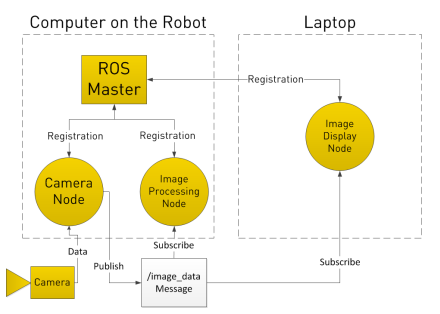 Computer on the Robot
Laptop
ROS
Master
Registration
Registration
Registration
Image
Display
Node
Camera
Node
Image
Processing
Node
Data
Publish
Subscribe
Subscribe
Camera
/image_data
Message